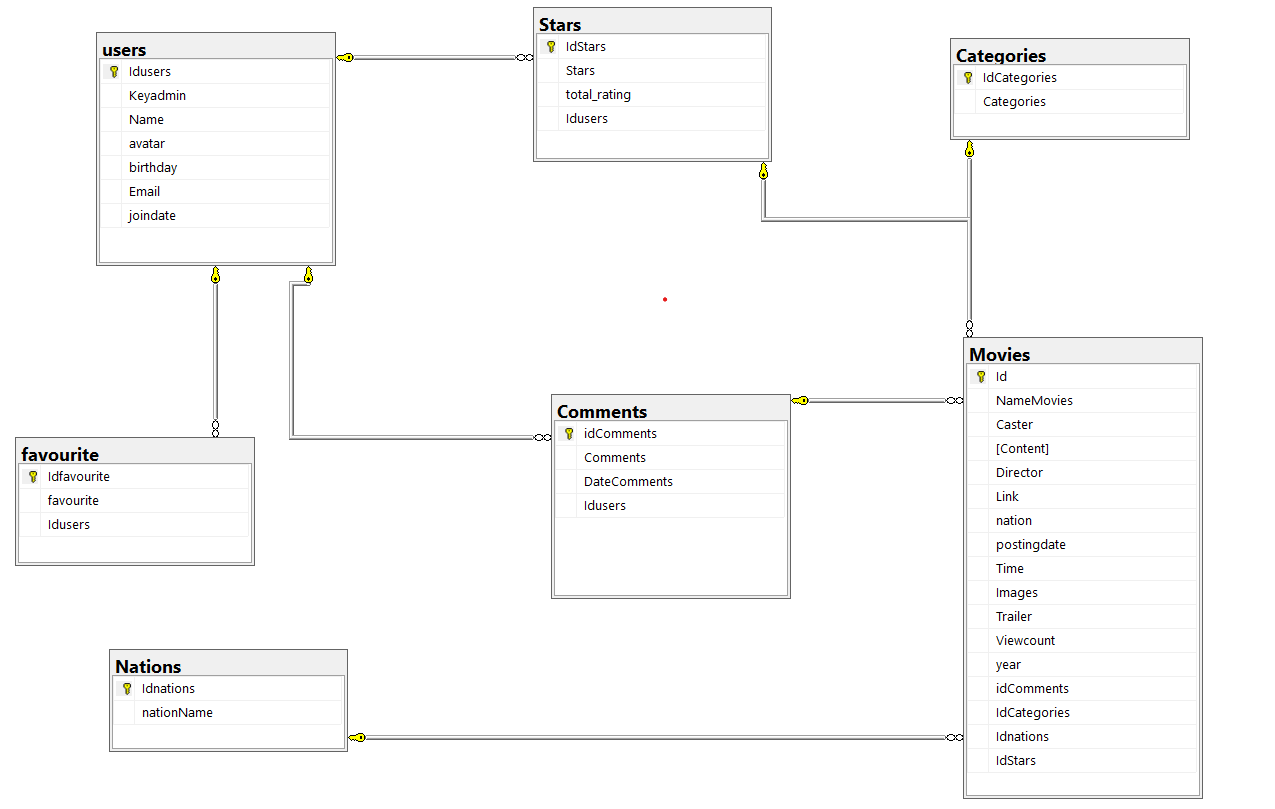 users
Idusers
Keyadmin
Name
avatar
birthday
Email
joindate
Stars
IdStars
Stars
total_rating
Idusers
Categories
IdCategories
Categories
favourite
Idfavourite
favourite
Idusers
Comments
idComments
Comments
DateComments
Idusers
Movies
Id
NameMovies
Caster
[Content]
Director
Link
nation
postingdate
Time
Images
Trailer
Viewcount
year
idComments
IdCategories
Idnations
IdStars
Nations
Idnations
nationName